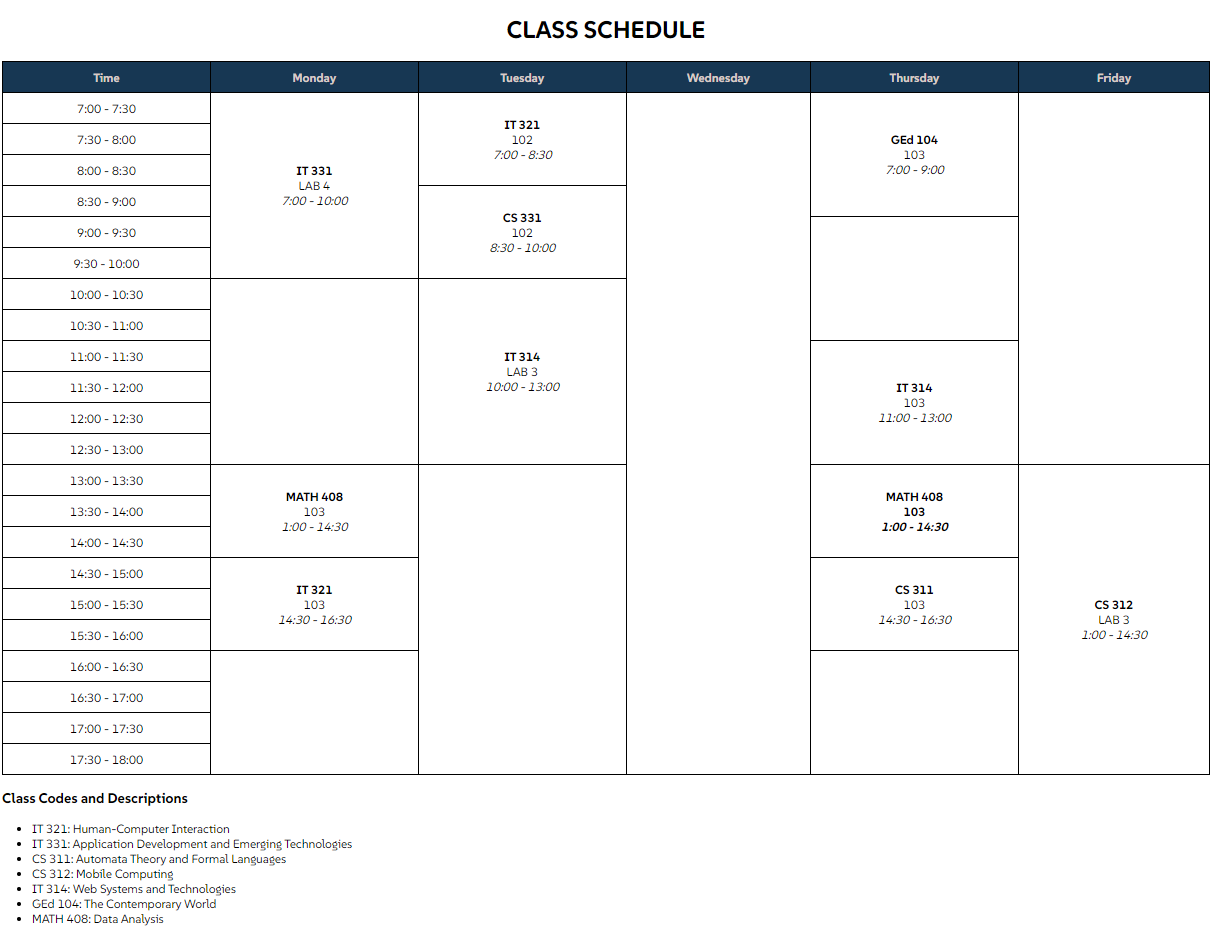 CLASS SCHEDULE
Time Monday Tuesday Wednesday Thursday Friday
7:00 - 7:30
7:30 - 8:00
8:00 - 8:30
8:30 - 9:00
9:00 - 9:30
9:30 - 10:00
10:00 - 10:30
10:30 - 11:00
11:00 - 11:30
11:30 - 12:00
12:00 - 12:30
12:30 - 13:00
13:00 - 13:30
13:30 - 14:00
14:00 - 14:30
14:30 - 15:00
15:00 - 15:30
15:30 - 16:00
16:00 - 16:30
16:30 - 17:00
17:00 - 17:30
17:30 - 18:00
IT 331
LAB 4
7:00 - 10:00
MATH 408
103
1:00 - 14:30
IT 321
103
14:30 - 16:30
IT 321
102
7:00 - 8:30
CS 331
102
8:30 - 10:00
IT 314
LAB 3
10:00 - 13:00
GEd 104
103
7:00 - 9:00
IT 314
103
11:00 - 13:00
MATH 408
103
1:00 - 14:30
CS 311
103
14:30 - 16:30
CS 312
LAB 3
1:00 - 14:30
Class Codes and Descriptions
• IT 321: Human-Computer Interaction
• IT 331: Application Development and Emerging Technologies
• CS 311: Automata Theory and Formal Languages
• CS 312: Mobile Computing
• IT 314: Web Systems and Technologies
• GEd 104: The Contemporary World
• MATH 408: Data Analysis